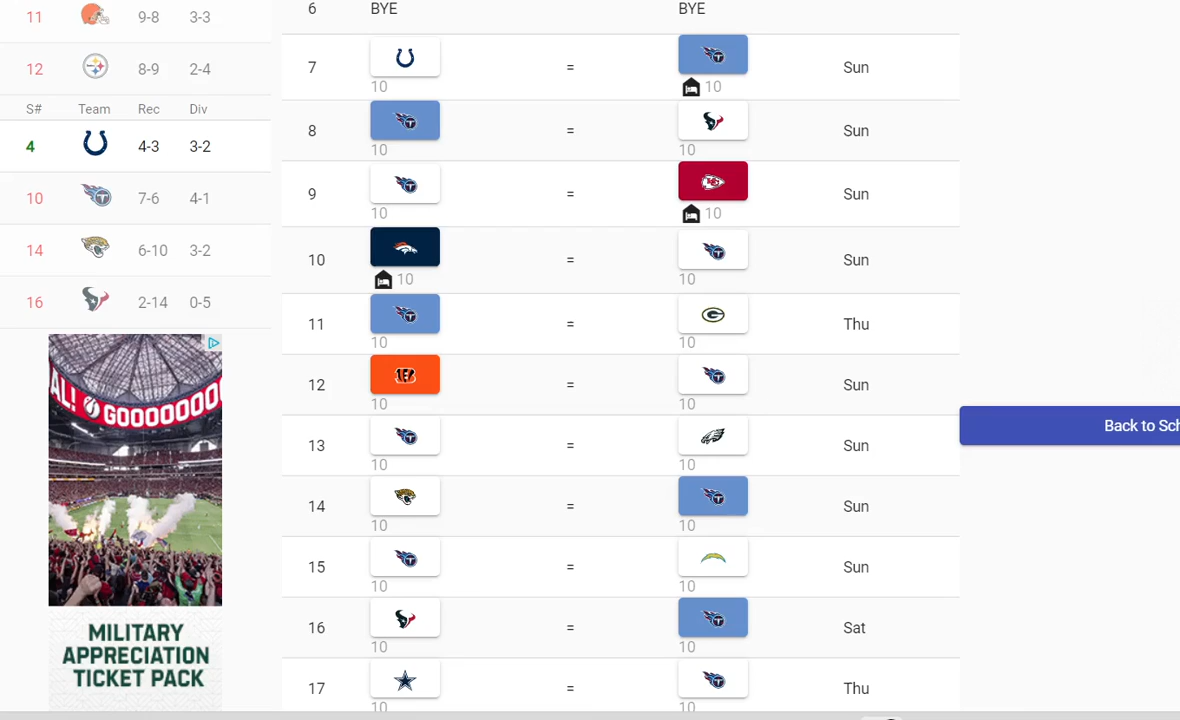 11 9-8 3-3
12 8-9 2-4
S# Team Rec Div
4 4-3 3-2
10 7-6 4-1
14 6-10 3-2
16 2-14 0-5
AL! GOOOOOOO
MILITARY
APPRECIATION
TICKET PACK
6 BYE BYE
7 = Sun
10 10
8 = Sun
10 10
9 = Sun
10 10
10 = Sun
10 10
11 = Thu
10 10
12 = Sun
10 10
13 = Sun
10 10
14 = Sun
10 10
15 = Sun
10 10
16 = Sat
10 10
17 = Thu
10 10
Back to Sch